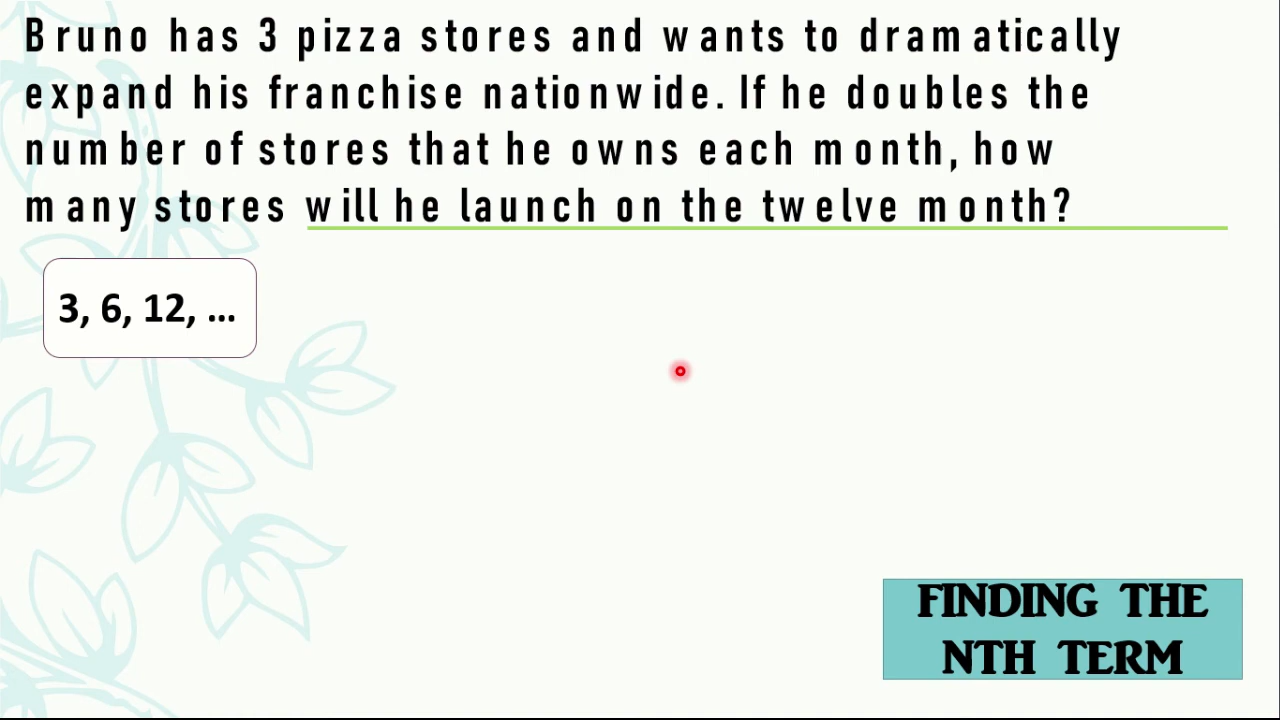 Bruno has 3 pizza stores and wants to dramatically
expand his franchise nationwide. If he doubles the
number of stores that he owns each month, how
many stores will he launch on the twelve month?
3, 6, 12, ...
FINDING THE
NTH TERM